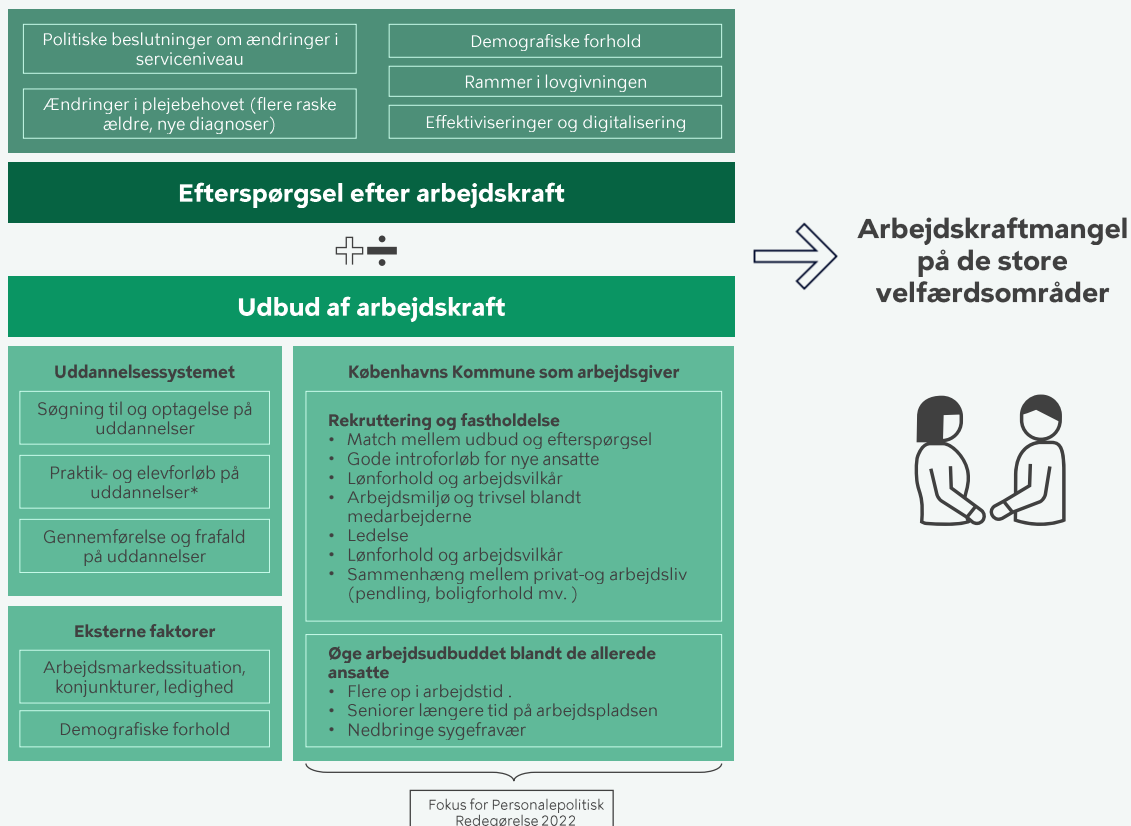 Politiske beslutninger om ændringer i
serviceniveau
Ændringer i plejebehovet (flere raske
ældre, nye diagnoser)
Demografiske forhold
Rammer i lovgivningen
Effektiviseringer og digitalisering
Efterspørgsel efter arbejdskraft
Udbud af arbejdskraft
Uddannelsessystemet
Søgning til og optagelse på
uddannelser
Praktik- og elevforløb på
uddannelser*
Gennemførelse og frafald
på uddannelser
Eksterne faktorer
Arbejdsmarkedssituation,
konjunkturer, ledighed
Demografiske forhold
Københavns Kommune som arbejdsgiver
Rekruttering og fastholdelse
• Match mellem udbud og efterspørgsel
• Gode introforløb for nye ansatte
• Lønforhold og arbejdsvilkår
• Arbejdsmiljø og trivsel blandt
medarbejderne
• Ledelse
• Lønforhold og arbejdsvilkår
• Sammenhæng mellem privat-og arbejdsliv
(pendling, boligforhold mv. )
Øge arbejdsudbuddet blandt de allerede
ansatte
• Flere op i arbejdstid .
• Seniorer længere tid på arbejdspladsen
• Nedbringe sygefravær
Fokus for Personalepolitisk
Redegørelse 2022
Arbejdskraftmangel
på de store
velfærdsområder